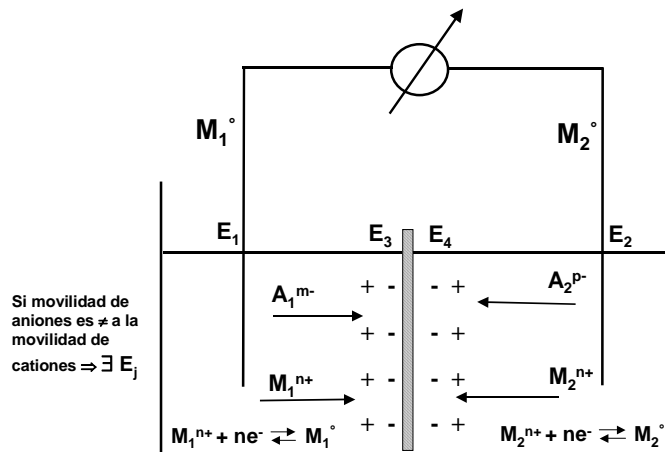 M₁° M₂°
E₁ E₃ E₄ E₂
Si movilidad de
aniones es ≠ a la
movilidad de
cationes ⇒ ∃ Eⱼ
A₁ᵐ⁻ + - - + A₂ᵖ⁻
+ - - +
M₁ⁿ⁺ + - - + M₂ⁿ⁺
+ - - +
M₁ⁿ⁺ + ne⁻ ⇄ M₁° M₂ⁿ⁺ + ne⁻ ⇄ M₂°